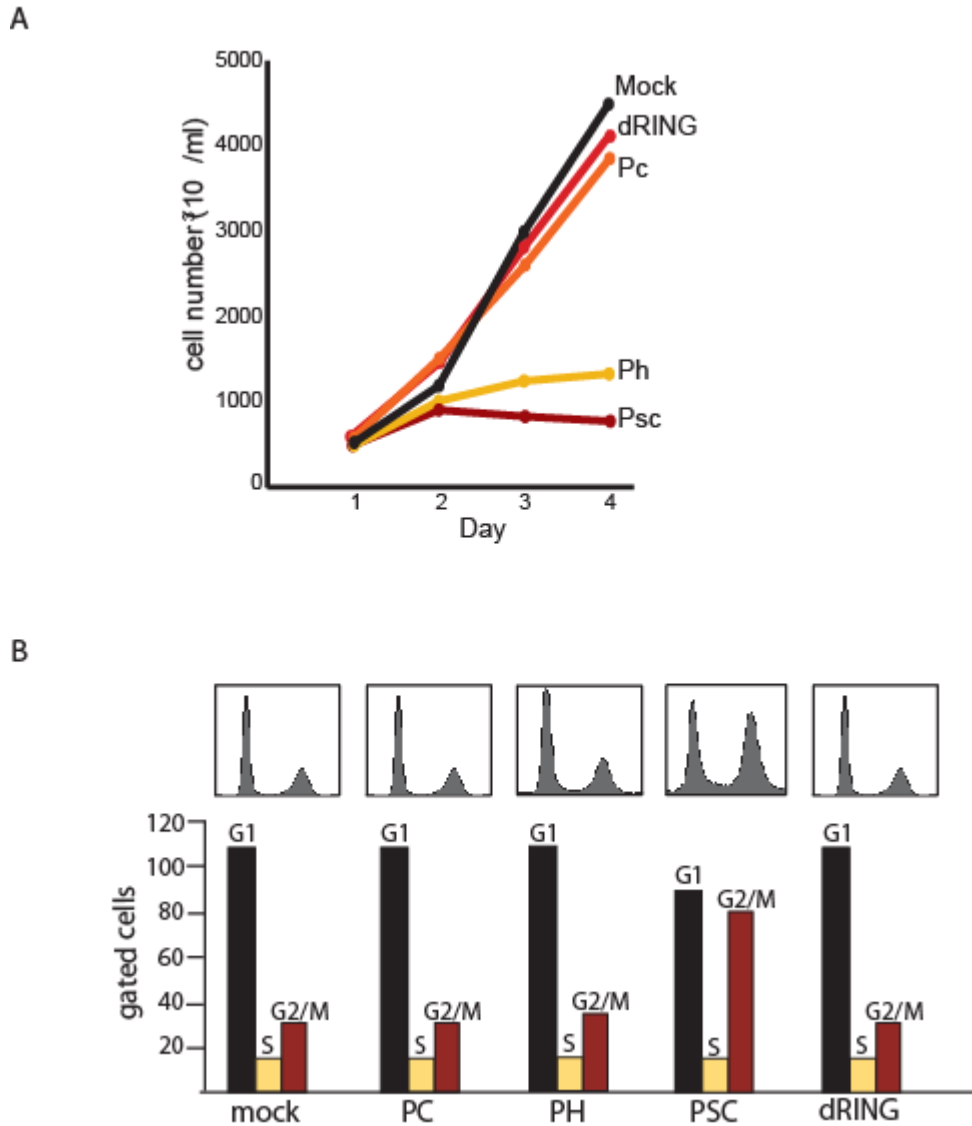 A
5000
4000
3000
2000
1000
0
cell number (10 /ml)
1 2 3 4
Day
Mock
dRING
Pc
Ph
Psc
B
120
100
80
60
40
20
gated cells
G1 S G2/M
G1 S G2/M
G1 S G2/M
G1 S G2/M
G1 S G2/M
mock PC PH PSC dRING